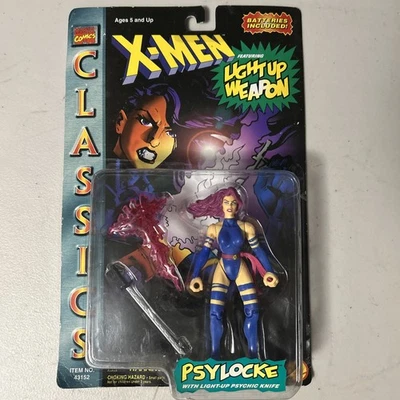 MARVEL
COMICS
Ages 5 and Up
BATTERIES
INCLUDED!
X-MEN
FEATURING
LIGHT UP
WEAPON
CLASSICS
ITEM NO.
43152
CHOKING HAZARD
PSYLOCKE
WITH LIGHT-UP PSYCHIC KNIFE